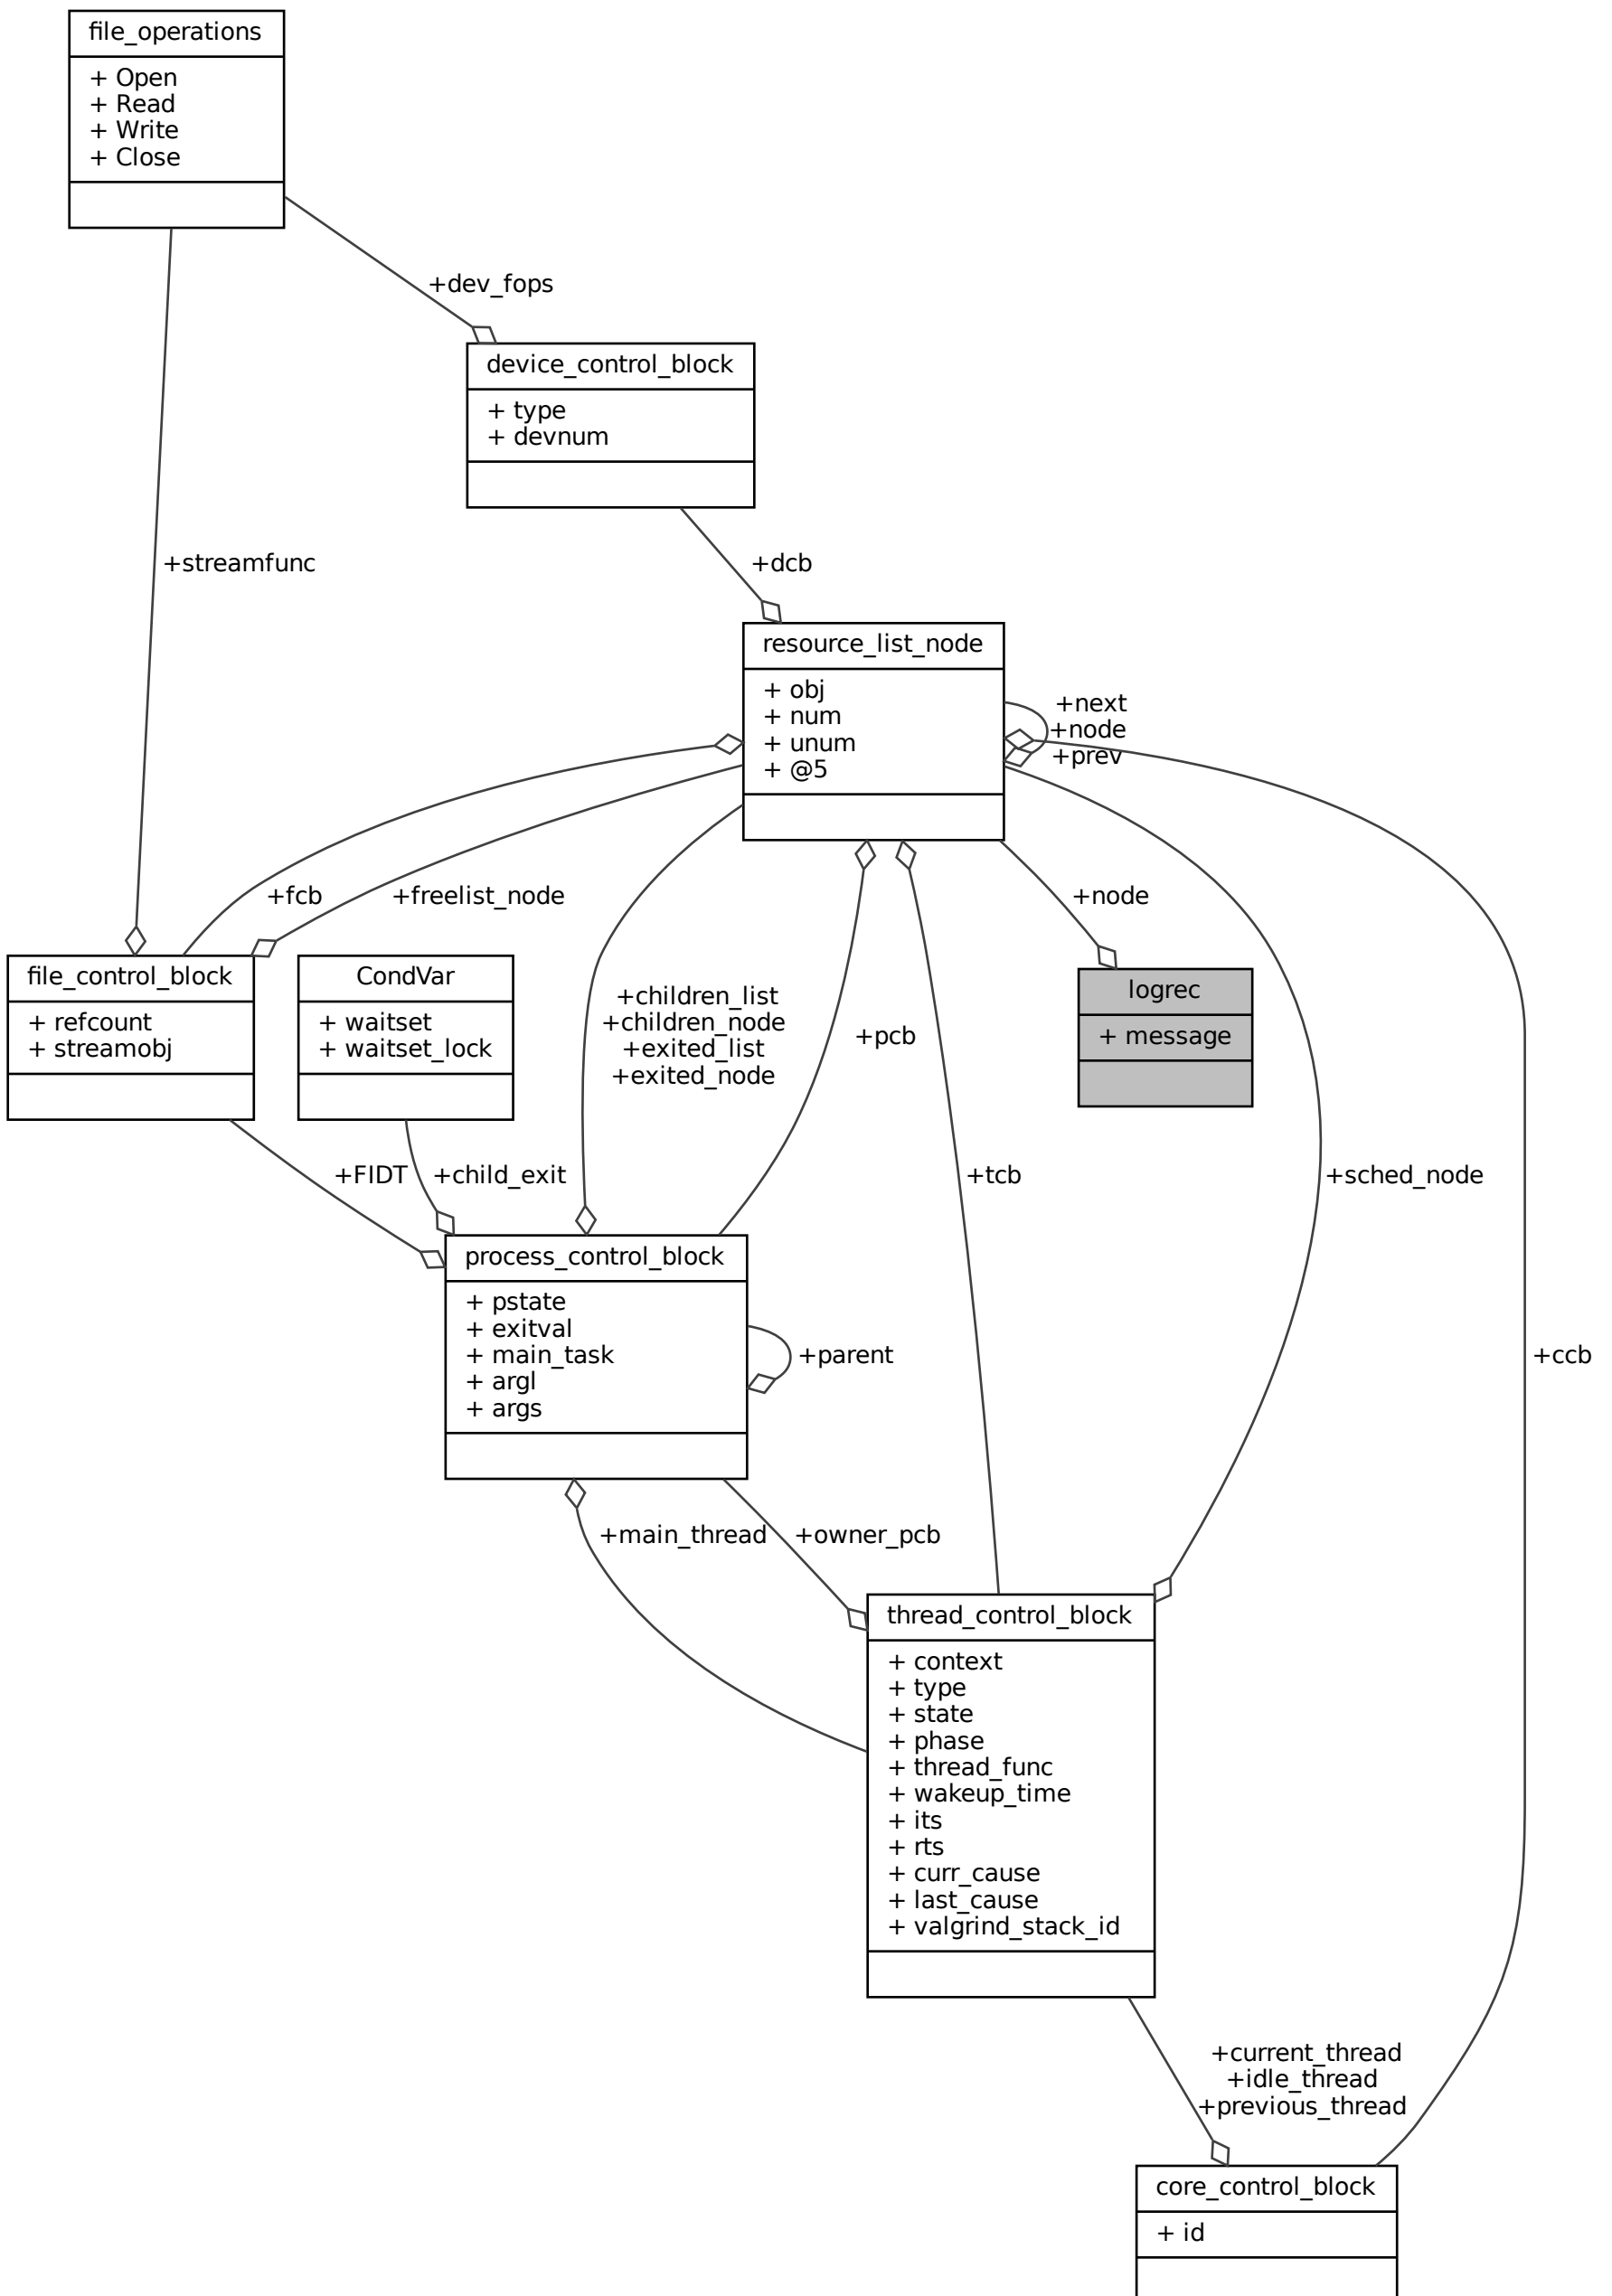 file_operations
+ Open
+ Read
+ Write
+ Close
+dev_fops
device_control_block
+ type
+ devnum
+streamfunc
+dcb
resource_list_node
+ obj
+ num
+ unum
+ @5
+next
+node
+prev
+fcb
+freelist_node
+node
file_control_block
+ refcount
+ streamobj
CondVar
+ waitset
+ waitset_lock
+children_list
+children_node
+exited_list
+exited_node
+pcb
logrec
+ message
+FIDT
+child_exit
+tcb
+sched_node
process_control_block
+ pstate
+ exitval
+ main_task
+ argl
+ args
+parent
+ccb
+main_thread
+owner_pcb
thread_control_block
+ context
+ type
+ state
+ phase
+ thread_func
+ wakeup_time
+ its
+ rts
+ curr_cause
+ last_cause
+ valgrind_stack_id
+current_thread
+idle_thread
+previous_thread
core_control_block
+ id